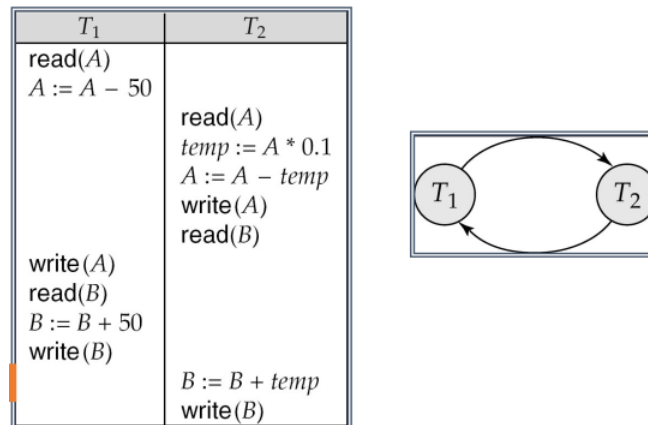 T1 T2
read(A)
A := A − 50
read(A)
temp := A * 0.1
A := A − temp
write(A)
read(B)
write(A)
read(B)
B := B + 50
write(B)
B := B + temp
write(B)
T1 T2